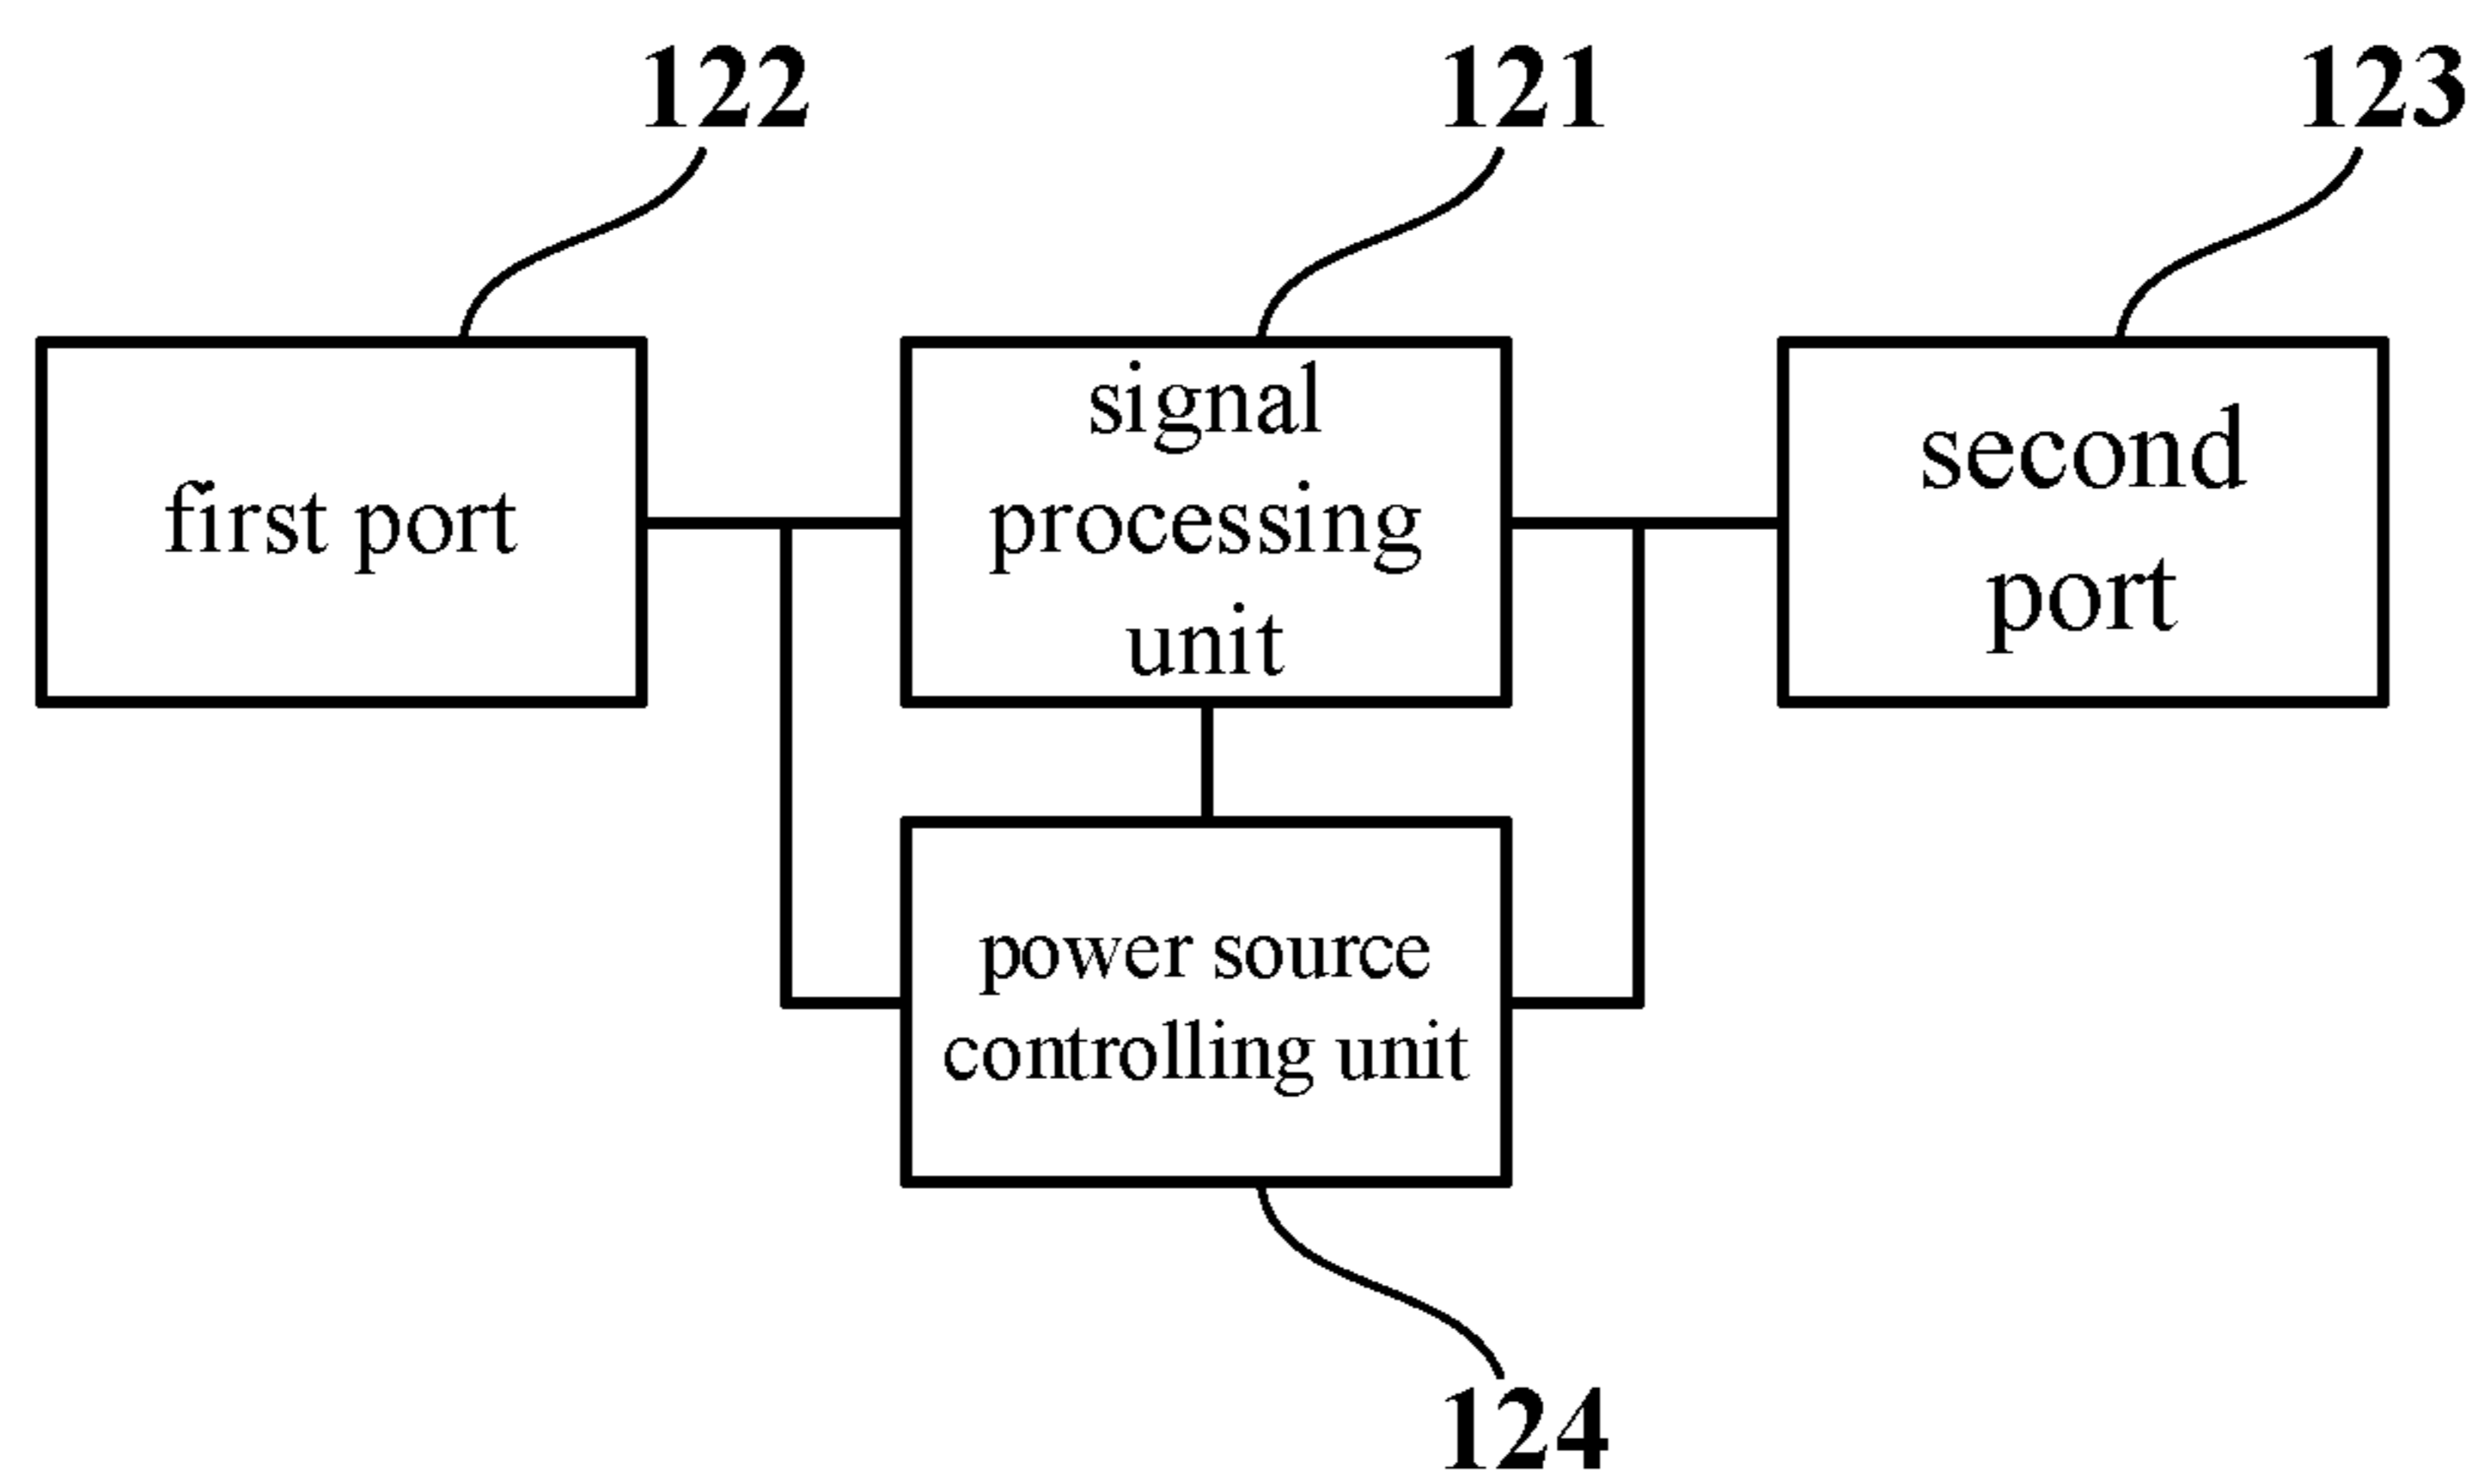 122
121
123
first port
signal
processing
unit
second
port
power source
controlling unit
124